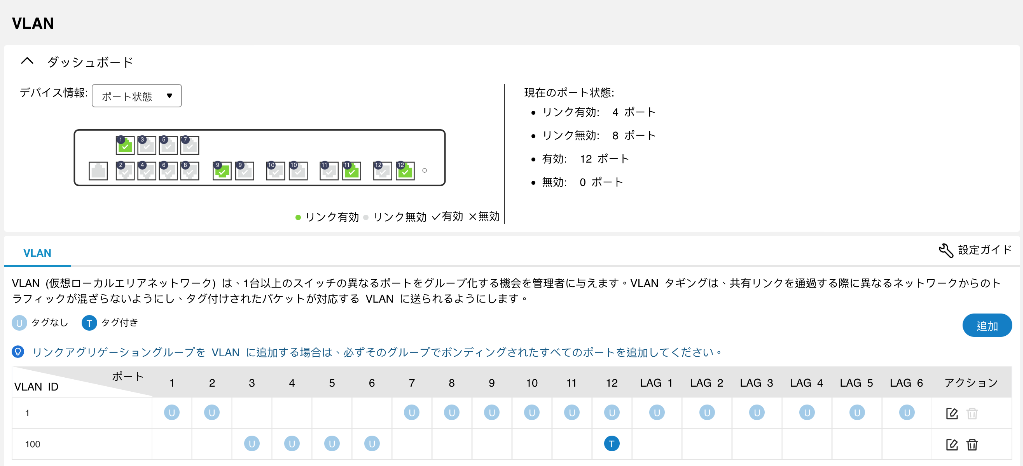 VLAN
ダッシュボード
デバイス情報: ポート状態 ▼
現在のポート状態:
• リンク有効: 4 ポート
• リンク無効: 8 ポート
• 有効: 12 ポート
• 無効: 0 ポート
● リンク有効 ● リンク無効 ✓有効 ×無効
VLAN
設定ガイド
VLAN (仮想ローカルエリアネットワーク) は、1台以上のスイッチの異なるポートをグループ化する機会を管理者に与えます。VLAN タギングは、共有リンクを通過する際に異なるネットワークからのト
ラフィックが混ざらないようにし、タグ付けされたパケットが対応する VLAN に送られるようにします。
U タグなし T タグ付き
追加
リンクアグリゲーショングループを VLAN に追加する場合は、必ずそのグループでボンディングされたすべてのポートを追加してください。
VLAN ID ポート 1 2 3 4 5 6 7 8 9 10 11 12 LAG 1 LAG 2 LAG 3 LAG 4 LAG 5 LAG 6 アクション
1 U U U U U U U U U U U U U U
100 U U U U T